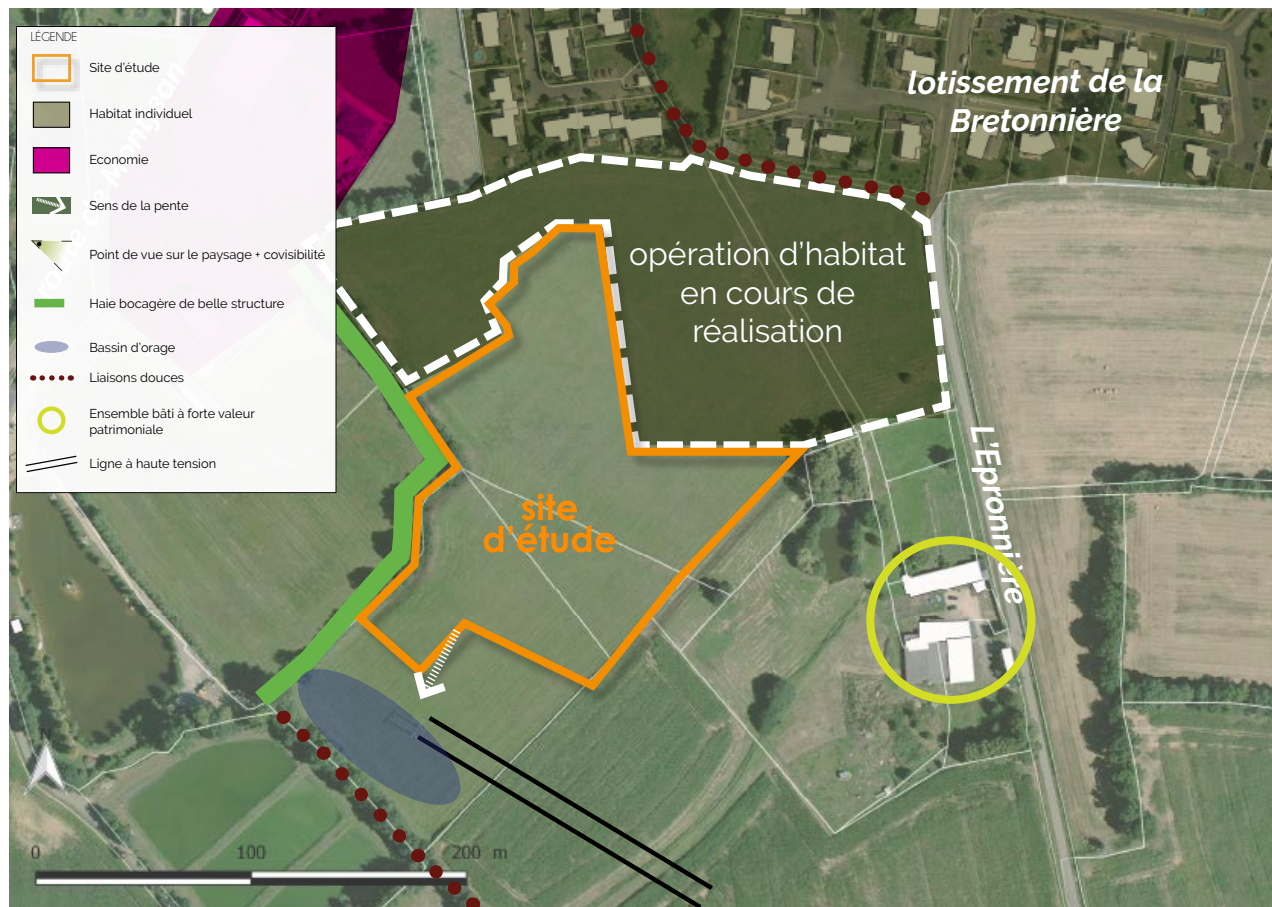 LÉGENDE
Site d'étude
Habitat individuel
Economie
Sens de la pente
Point de vue sur le paysage + covisibilité
Haie bocagère de belle structure
Bassin d'orage
Liaisons douces
Ensemble bâti à forte valeur
patrimoniale
Ligne à haute tension
lotissement de la
Bretonnière
opération d'habitat
en cours de
réalisation
site
d'étude
L'Epronnière
0 100 200 m